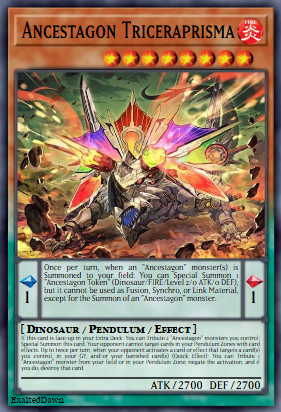 ANCESTAGON TRICERAPRISMA
FIRE
炎
Once per turn, when an "Ancestagon" monster(s) is
Summoned to your field: You can Special Summon 1
"Ancestagon Token" (Dinosaur/FIRE/Level 2/0 ATK/0 DEF),
but it cannot be used as Fusion, Synchro, or Link Material,
except for the Summon of an "Ancestagon" monster.
1
[ DINOSAUR / PENDULUM / EFFECT ]
If this card is face-up in your Extra Deck: You can Tribute 2 "Ancestagon" monsters you control;
Special Summon this card. Your opponent cannot target cards in your Pendulum Zones with card
effects. Up to twice per turn, when your opponent activates a card or effect that targets a card(s)
you control, in your GY, and/or your banished card(s) (Quick Effect): You can Tribute 1
"Ancestagon" monster from your field or in your Pendulum Zone; negate the activation, and if
you do, destroy that card.
ATK / 2700 DEF / 2700
ExaltedDawn